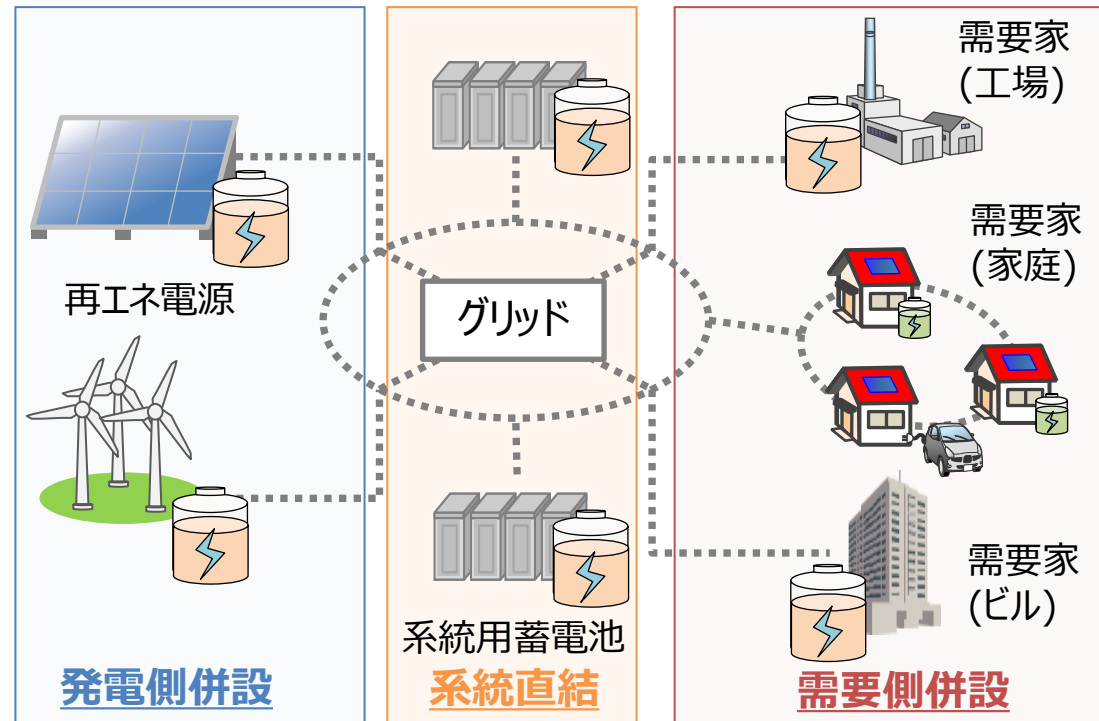 再エネ電源
発電側併設
グリッド
系統用蓄電池
系統直結
需要家
(工場)
需要家
(家庭)
需要家
(ビル)
需要側併設